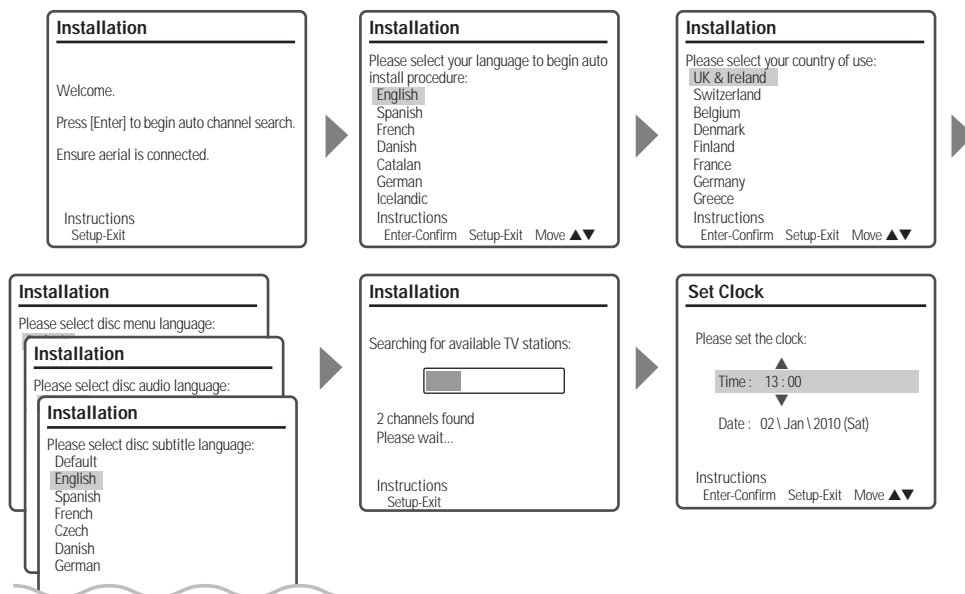 Installation
Welcome.
Press [Enter] to begin auto channel search.
Ensure aerial is connected.
Instructions
Setup-Exit
Installation
Please select your language to begin auto
install procedure:
English
Spanish
French
Danish
Catalan
German
Icelandic
Instructions
Enter-Confirm Setup-Exit Move ▲▼
Installation
Please select your country of use:
UK & Ireland
Switzerland
Belgium
Denmark
Finland
France
Germany
Greece
Instructions
Enter-Confirm Setup-Exit Move ▲▼
Installation
Please select disc menu language:
Installation
Please select disc audio language:
Installation
Please select disc subtitle language:
Default
English
Spanish
French
Czech
Danish
German
Installation
Searching for available TV stations:
2 channels found
Please wait...
Instructions
Setup-Exit
Set Clock
Please set the clock:
Time : 13 : 00
Date : 02 \ Jan \ 2010 (Sat)
Instructions
Enter-Confirm Setup-Exit Move ▲▼